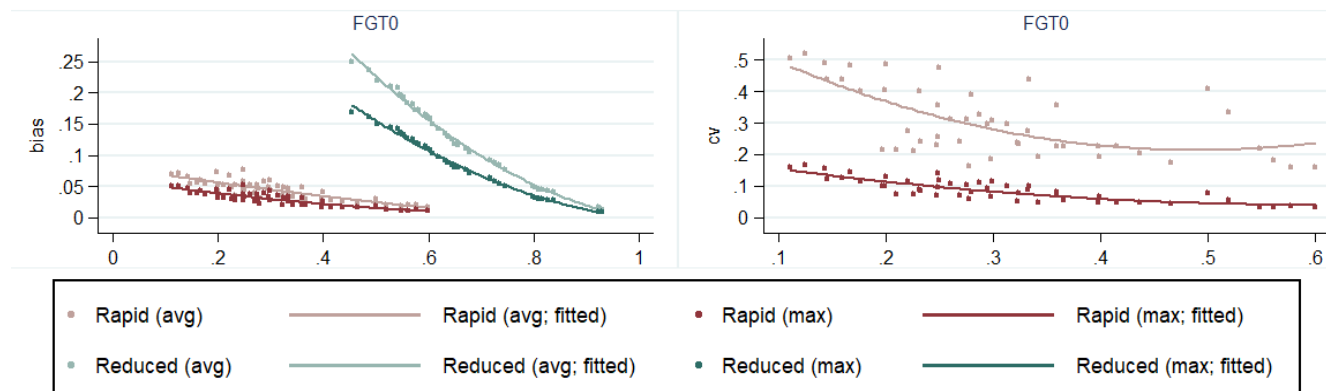 FGT0
FGT0
bias
.25
.2
.15
.1
.05
0
0
.2
.4
.6
.8
1
cv
.5
.4
.3
.2
.1
0
.1
.2
.3
.4
.5
.6
Rapid (avg)
Rapid (avg; fitted)
Rapid (max)
Rapid (max; fitted)
Reduced (avg)
Reduced (avg; fitted)
Reduced (max)
Reduced (max; fitted)